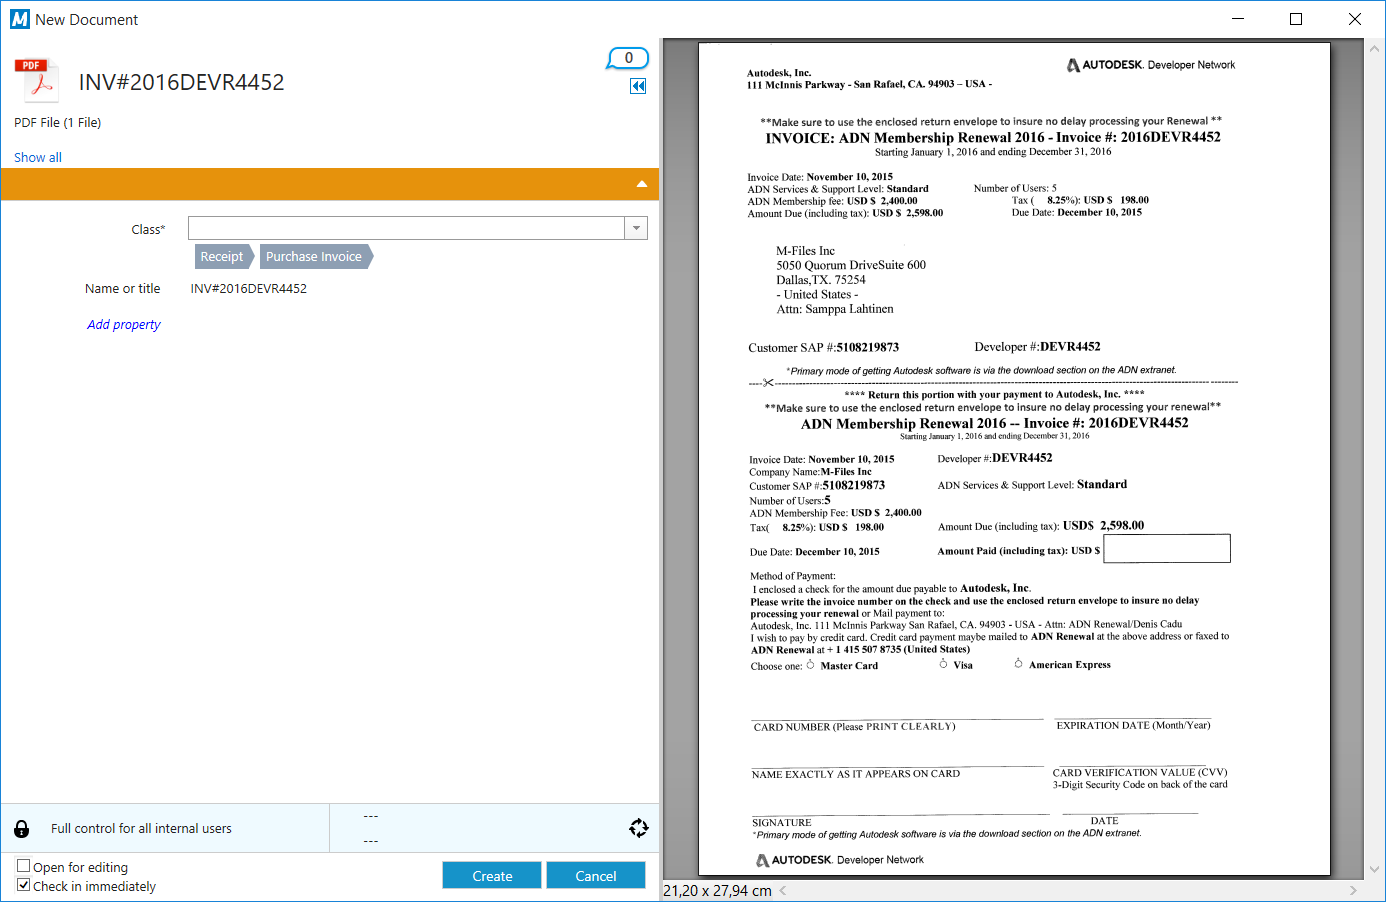 New Document
0
PDF
INV#2016DEVR4452
PDF File (1 File)
Show all
Class*
Receipt
Purchase Invoice
Name or title INV#2016DEVR4452
Add property
Full control for all internal users
---
---
Open for editing
Check in immediately
Create
Cancel
AUTODESK. Developer Network
Autodesk, Inc.
111 McInnis Parkway - San Rafael, CA. 94903 – USA -
**Make sure to use the enclosed return envelope to insure no delay processing your Renewal **
INVOICE: ADN Membership Renewal 2016 - Invoice #: 2016DEVR4452
Starting January 1, 2016 and ending December 31, 2016
Invoice Date: November 10, 2015
ADN Services & Support Level: Standard Number of Users: 5
ADN Membership fee: USD $ 2,400.00 Tax ( 8.25%): USD $ 198.00
Amount Due (including tax): USD $ 2,598.00 Due Date: December 10, 2015
M-Files Inc
5050 Quorum DriveSuite 600
Dallas,TX. 75254
- United States -
Attn: Samppa Lahtinen
Customer SAP #:5108219873 Developer #:DEVR4452
*Primary mode of getting Autodesk software is via the download section on the ADN extranet.
**** Return this portion with your payment to Autodesk, Inc. ****
**Make sure to use the enclosed return envelope to insure no delay processing your renewal**
ADN Membership Renewal 2016 -- Invoice #: 2016DEVR4452
Starting January 1, 2016 and ending December 31, 2016
Invoice Date: November 10, 2015 Developer #:DEVR4452
Company Name:M-Files Inc
Customer SAP #:5108219873 ADN Services & Support Level: Standard
Number of Users:5
ADN Membership Fee: USD $ 2,400.00
Tax( 8.25%): USD $ 198.00 Amount Due (including tax): USD$ 2,598.00
Due Date: December 10, 2015 Amount Paid (including tax): USD $
Method of Payment:
I enclosed a check for the amount due payable to Autodesk, Inc.
Please write the invoice number on the check and use the enclosed return envelope to insure no delay
processing your renewal or Mail payment to:
Autodesk, Inc. 111 McInnis Parkway San Rafael, CA. 94903 - USA - Attn: ADN Renewal/Denis Cadu
I wish to pay by credit card. Credit card payment maybe mailed to ADN Renewal at the above address or faxed to
ADN Renewal at + 1 415 507 8735 (United States)
Choose one: Master Card Visa American Express
CARD NUMBER (Please PRINT CLEARLY) EXPIRATION DATE (Month/Year)
NAME EXACTLY AS IT APPEARS ON CARD CARD VERIFICATION VALUE (CVV)
3-Digit Security Code on back of the card
SIGNATURE DATE
*Primary mode of getting Autodesk software is via the download section on the ADN extranet.
AUTODESK. Developer Network
21,20 x 27,94 cm